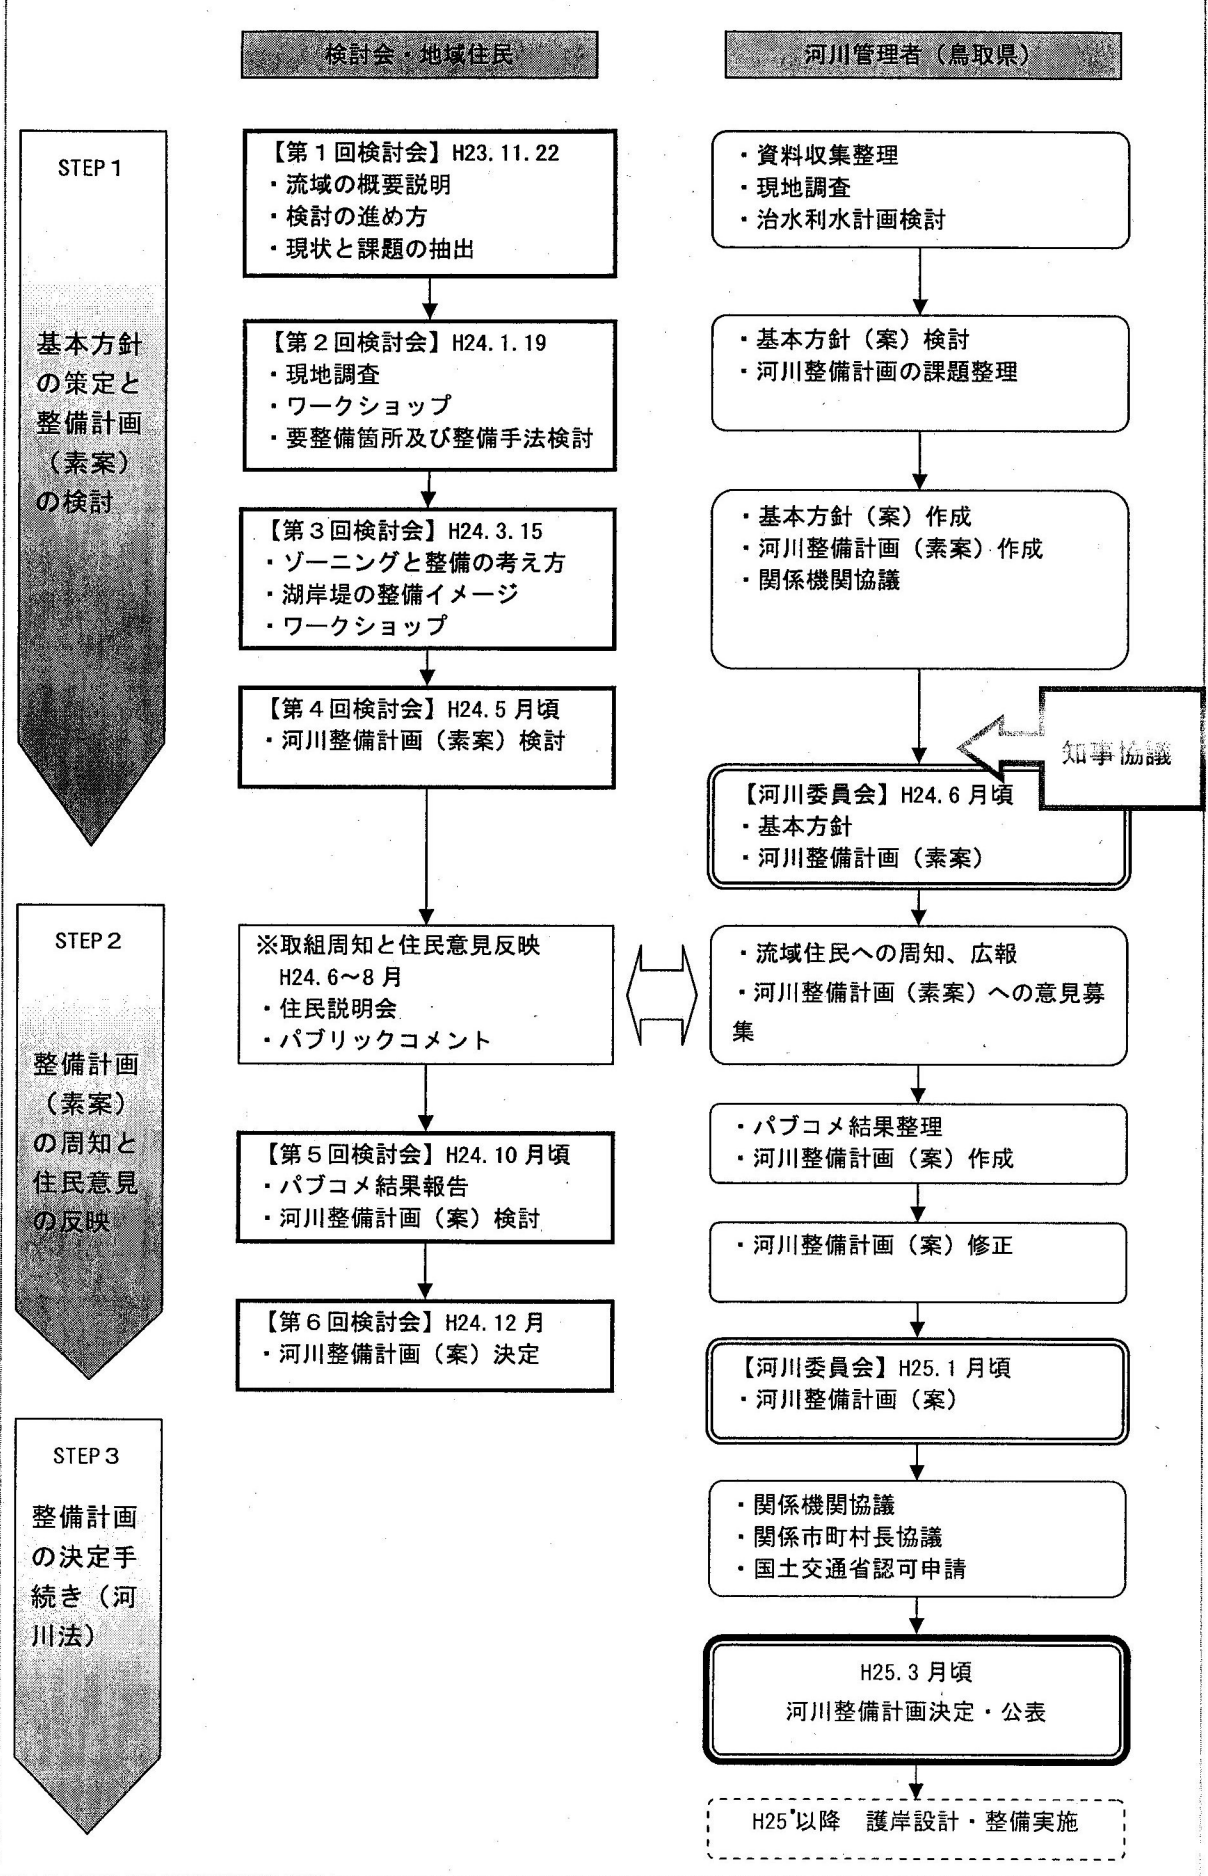 検討会・地域住民
河川管理者（鳥取県）
STEP１
基本方針
の策定と
整備計画
（素案）
の検討
【第１回検討会】H23.11.22
・流域の概要説明
・検討の進め方
・現状と課題の抽出
【第２回検討会】H24.1.19
・現地調査
・ワークショップ
・要整備箇所及び整備手法検討
【第３回検討会】H24.3.15
・ゾーニングと整備の考え方
・湖岸堤の整備イメージ
・ワークショップ
【第４回検討会】H24.5月頃
・河川整備計画（素案）検討
・資料収集整理
・現地調査
・治水利水計画検討
・基本方針（案）検討
・河川整備計画の課題整理
・基本方針（案）作成
・河川整備計画（素案）作成
・関係機関協議
知事協議
【河川委員会】H24.6月頃
・基本方針
・河川整備計画（素案）
STEP２
整備計画
（素案）
の周知と
住民意見
の反映
※取組周知と住民意見反映
H24.6～8月
・住民説明会
・パブリックコメント
【第５回検討会】H24.10月頃
・パブコメ結果報告
・河川整備計画（案）検討
【第６回検討会】H24.12月
・河川整備計画（案）決定
・流域住民への周知、広報
・河川整備計画（素案）への意見募
集
・パブコメ結果整理
・河川整備計画（案）作成
・河川整備計画（案）修正
【河川委員会】H25.1月頃
・河川整備計画（案）
STEP３
整備計画
の決定手
続き（河
川法）
・関係機関協議
・関係市町村長協議
・国土交通省認可申請
H25.3月頃
河川整備計画決定・公表
H25以降　護岸設計・整備実施